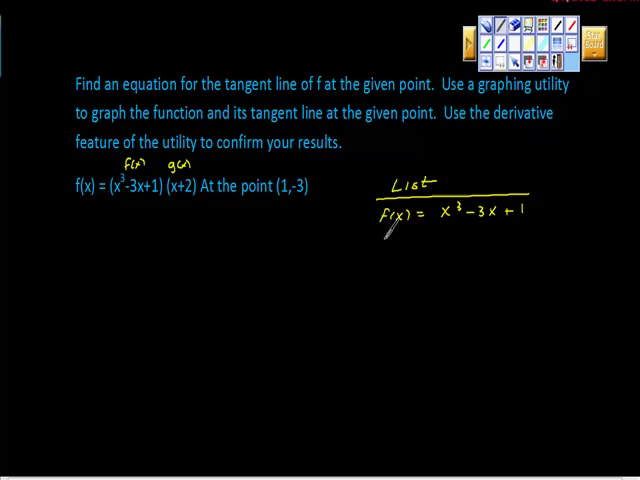 Star
Board
Find an equation for the tangent line of f at the given point. Use a graphing utility
to graph the function and its tangent line at the given point. Use the derivative
feature of the utility to confirm your results.
f(x) g(x)
f(x) = (x³-3x+1) (x+2) At the point (1,-3)
List
f(x) = x³ - 3x + 1